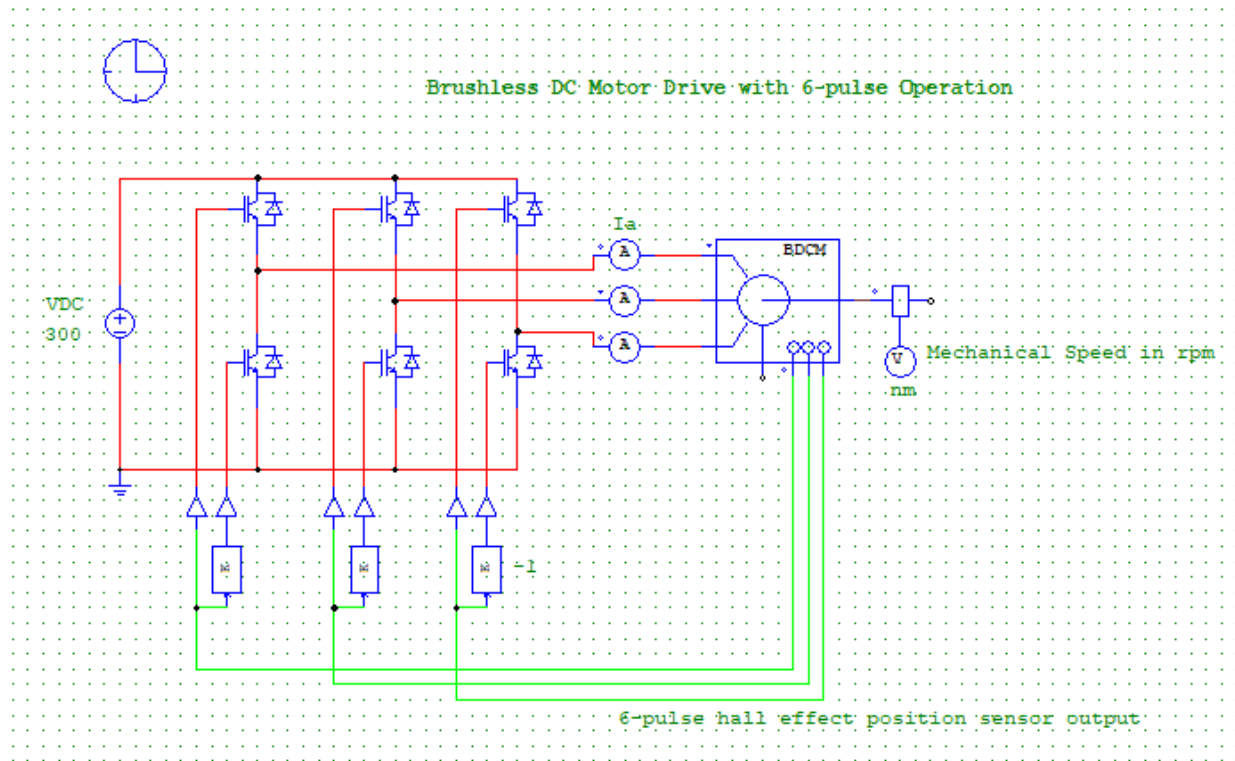 Brushless DC Motor Drive with 6-pulse Operation
Ia
A
BDCM
VDC
300
A
A
V
Mechanical Speed in rpm
nm
K
K
K
-1
6-pulse hall effect position sensor output